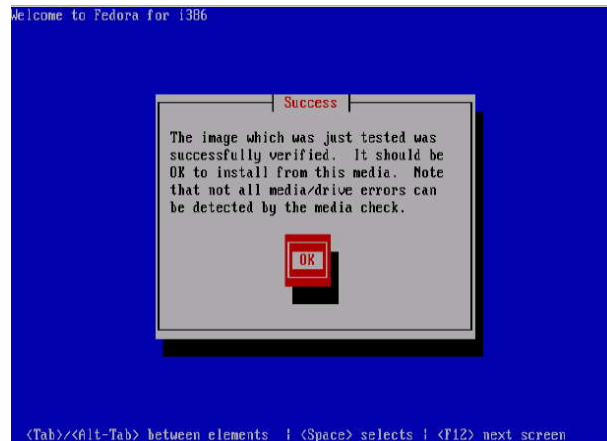 Welcome to Fedora for i386
Success
The image which was just tested was
successfully verified.  It should be
OK to install from this media.  Note
that not all media/drive errors can
be detected by the media check.
OK
<Tab>/<Alt-Tab> between elements  | <Space> selects | <F12> next screen